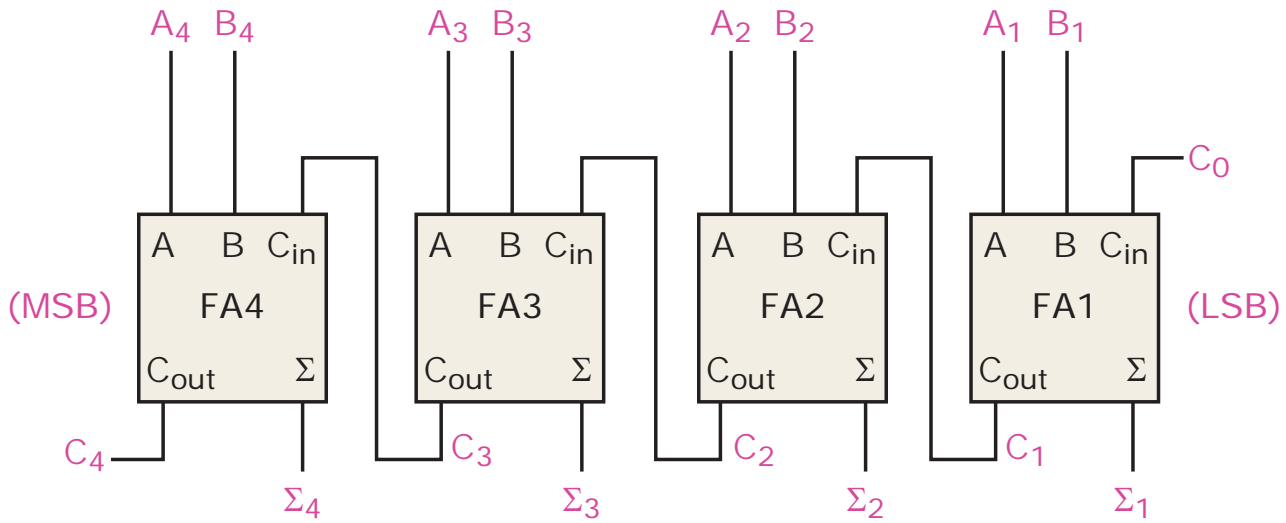 A4 B4 A3 B3 A2 B2 A1 B1
C0
A B Cin A B Cin A B Cin A B Cin
(MSB) FA4 FA3 FA2 FA1 (LSB)
Cout Σ Cout Σ Cout Σ Cout Σ
C4 C3 C2 C1
Σ4 Σ3 Σ2 Σ1